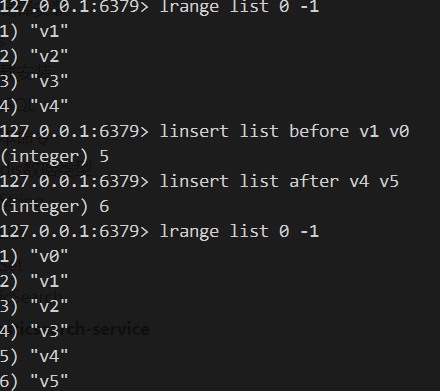 127.0.0.1:6379> lrange list 0 -1
1) "v1"
2) "v2"
3) "v3"
4) "v4"
127.0.0.1:6379> linsert list before v1 v0
(integer) 5
127.0.0.1:6379> linsert list after v4 v5
(integer) 6
127.0.0.1:6379> lrange list 0 -1
1) "v0"
2) "v1"
3) "v2"
4) "v3"
5) "v4"
6) "v5"